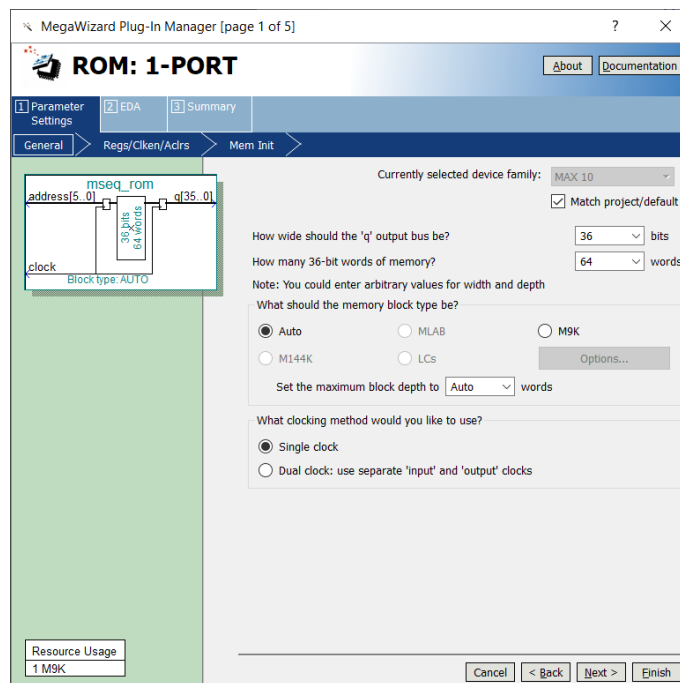 MegaWizard Plug-In Manager [page 1 of 5]
? X
ROM: 1-PORT
About Documentation
1 Parameter Settings
2 EDA
3 Summary
General
Regs/Clken/Aclrs
Mem Init
mseq_rom
address[5..0]
q[35..0]
36 bits
64 words
clock
Block type: AUTO
Currently selected device family: MAX 10
Match project/default
How wide should the 'q' output bus be? 36 bits
How many 36-bit words of memory? 64 words
Note: You could enter arbitrary values for width and depth
What should the memory block type be?
Auto MLAB M9K
M144K LCs Options...
Set the maximum block depth to Auto words
What clocking method would you like to use?
Single clock
Dual clock: use separate 'input' and 'output' clocks
Resource Usage
1 M9K
Cancel < Back Next > Finish